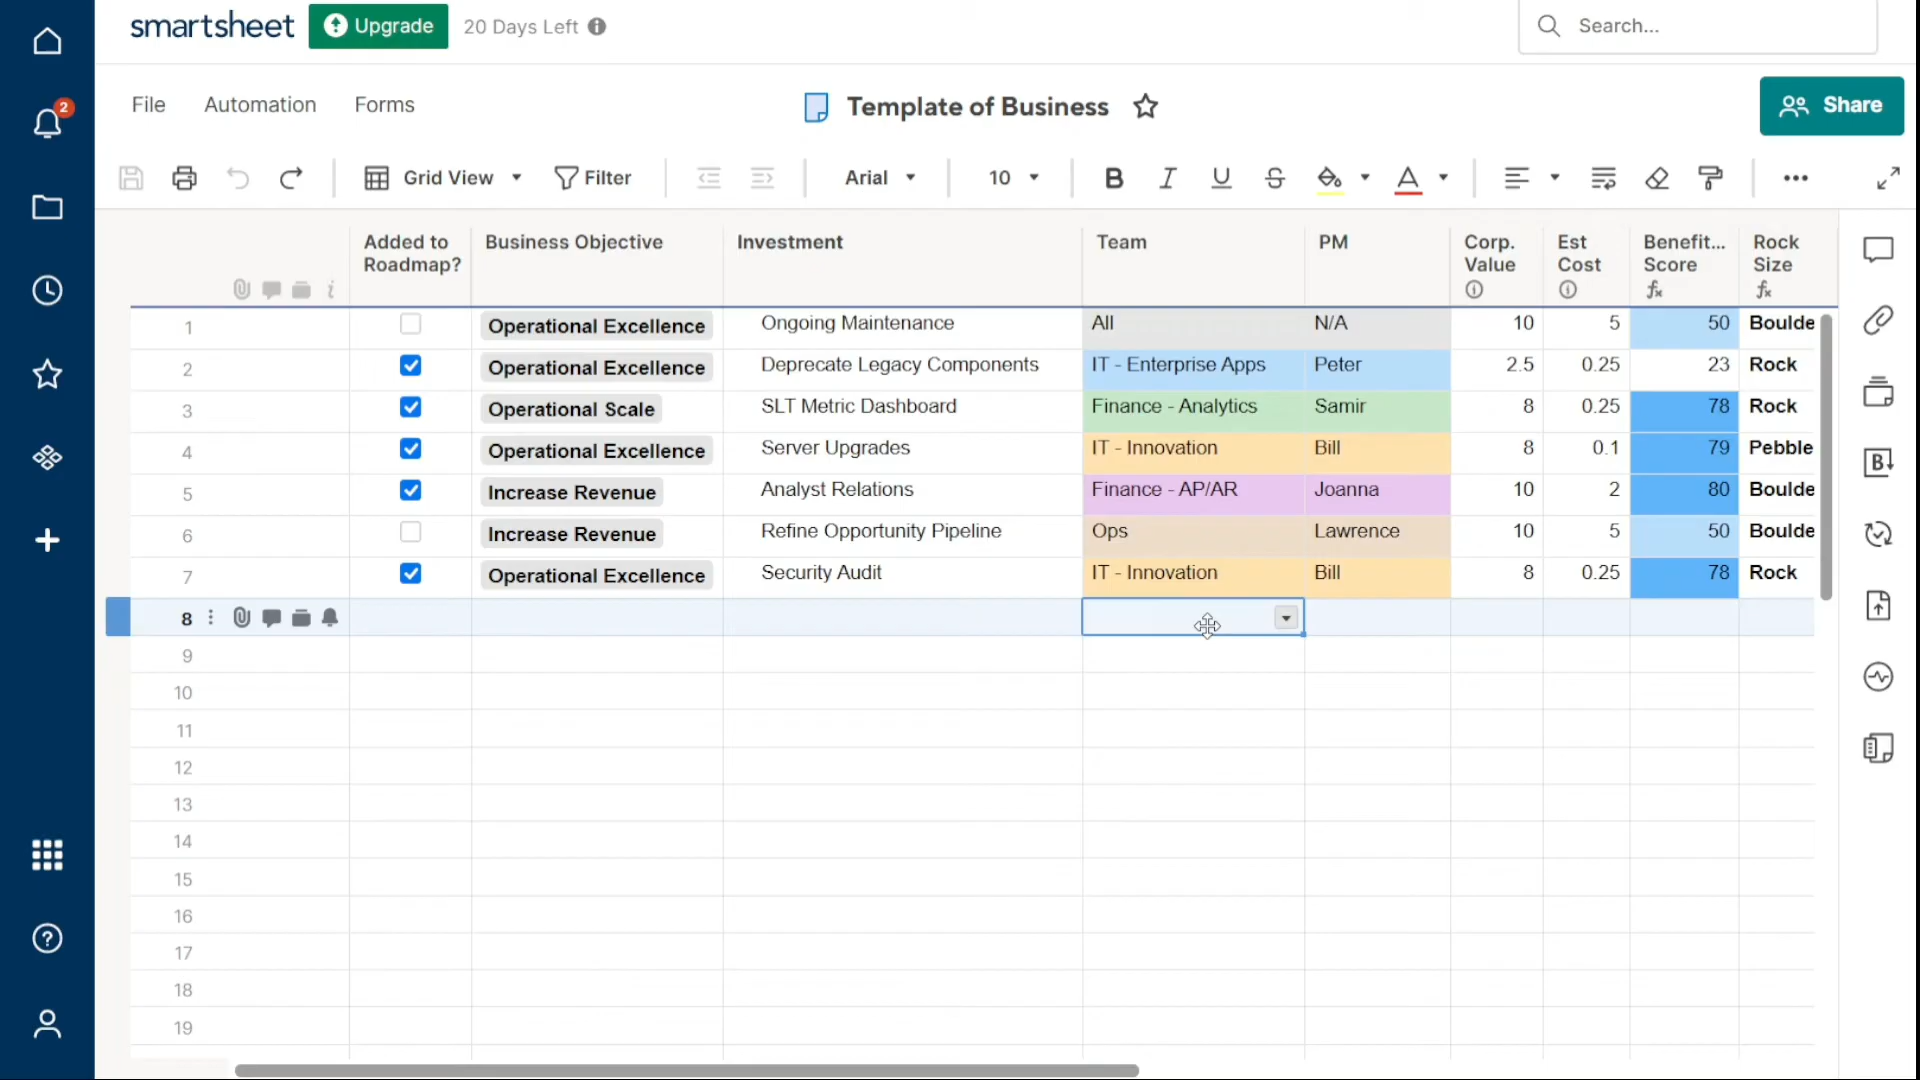 smartsheet Upgrade 20 Days Left Search...
2
File Automation Forms Template of Business Share
Grid View Filter Arial 10 B I U S A
Added to Roadmap? Business Objective Investment Team PM Corp. Value Est Cost Benefit... Score Rock Size
1 Operational Excellence Ongoing Maintenance All N/A 10 5 50 Boulde
2 Operational Excellence Deprecate Legacy Components IT - Enterprise Apps Peter 2.5 0.25 23 Rock
3 Operational Scale SLT Metric Dashboard Finance - Analytics Samir 8 0.25 78 Rock
4 Operational Excellence Server Upgrades IT - Innovation Bill 8 0.1 79 Pebble
5 Increase Revenue Analyst Relations Finance - AP/AR Joanna 10 2 80 Boulde
6 Increase Revenue Refine Opportunity Pipeline Ops Lawrence 10 5 50 Boulde
7 Operational Excellence Security Audit IT - Innovation Bill 8 0.25 78 Rock
8
9
10
11
12
13
14
15
16
17
18
19